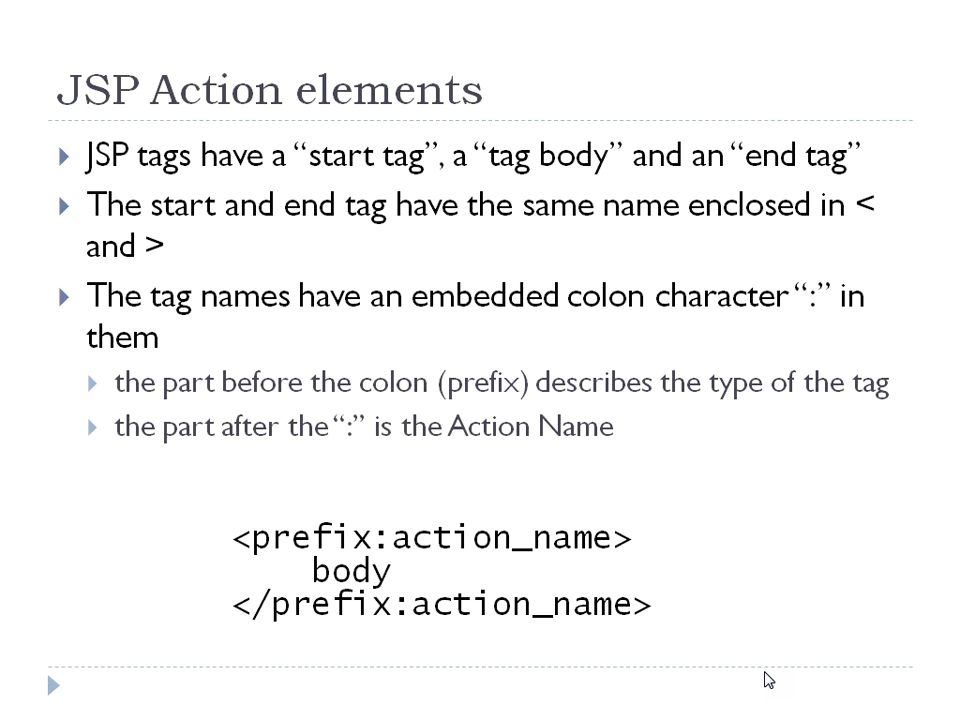 JSP Action elements
JSP tags have a “start tag”, a “tag body” and an “end tag”
The start and end tag have the same name enclosed in <
and >
The tag names have an embedded colon character “:” in
them
the part before the colon (prefix) describes the type of the tag
the part after the “:” is the Action Name
<prefix:action_name>
body
</prefix:action_name>